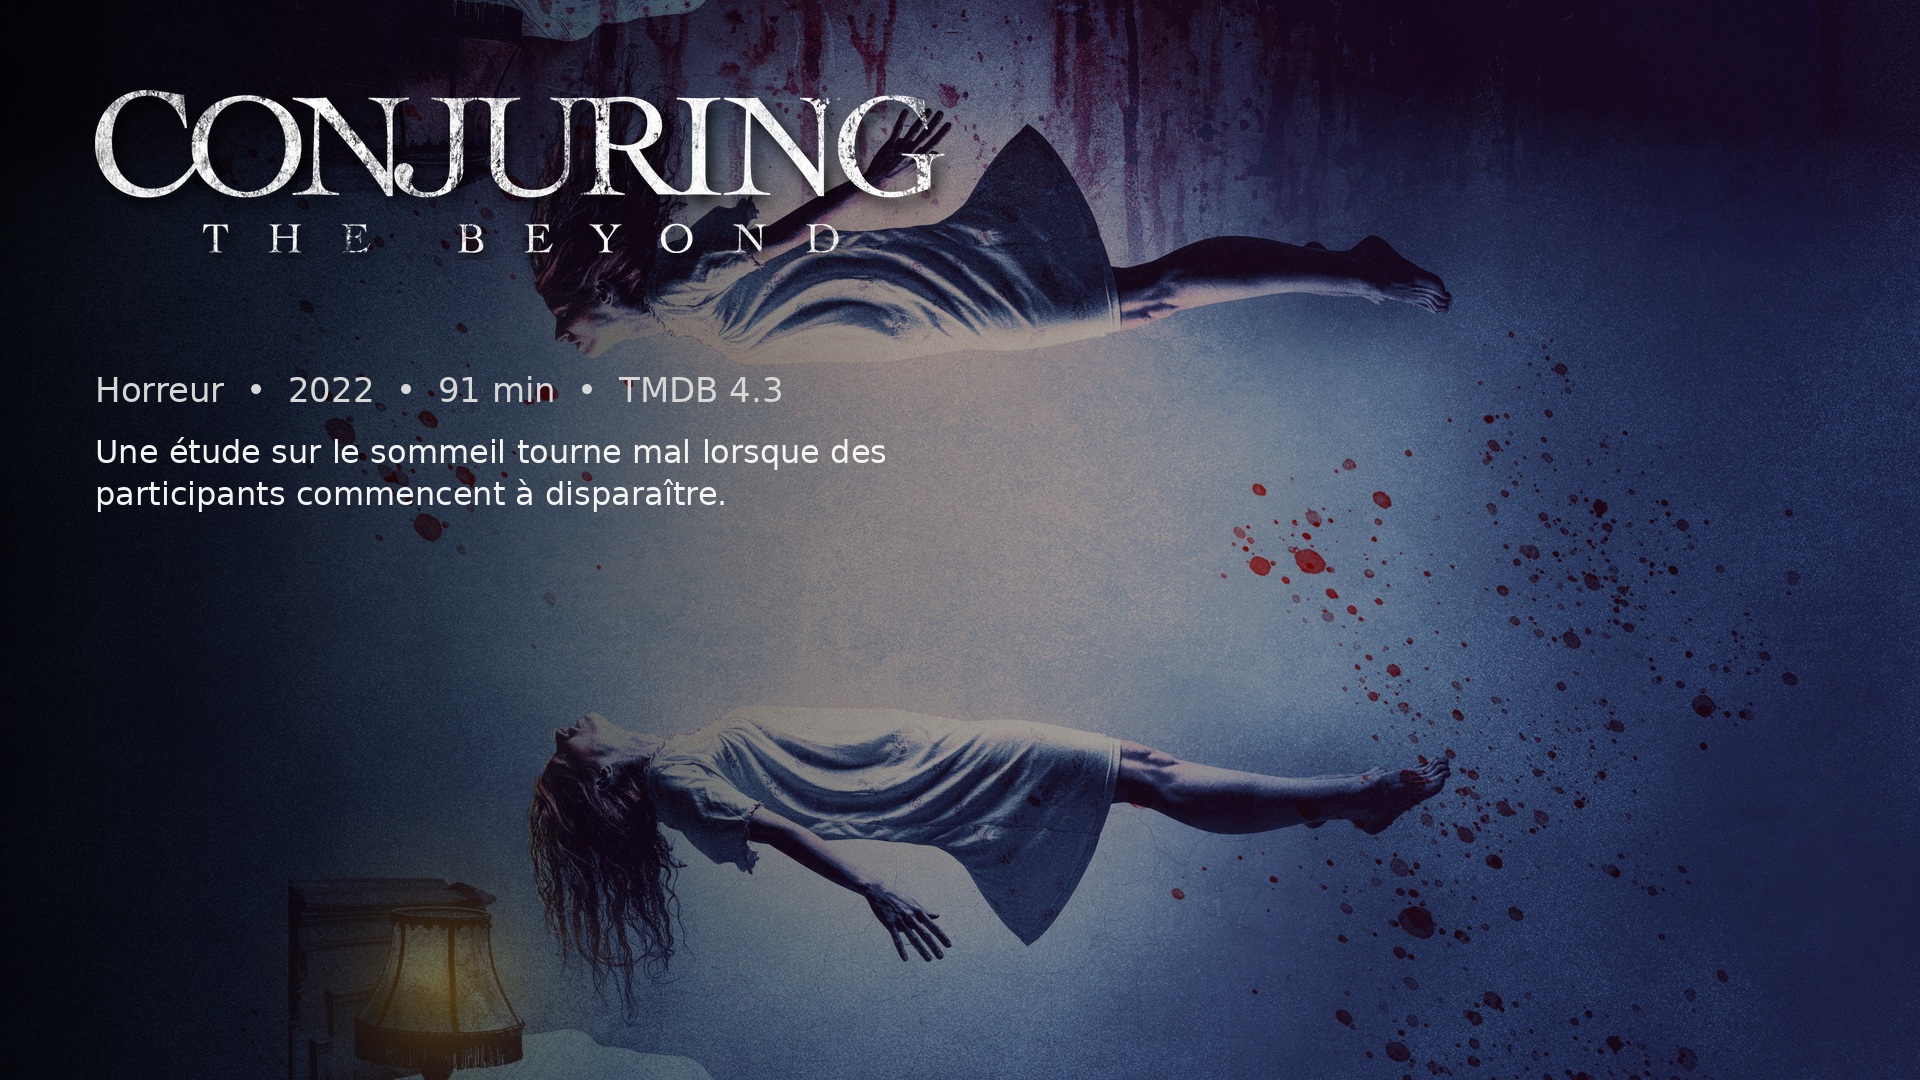 CONJURING
THE BEYOND
Horreur • 2022 • 91 min • TMDB 4.3
Une étude sur le sommeil tourne mal lorsque des
participants commencent à disparaître.